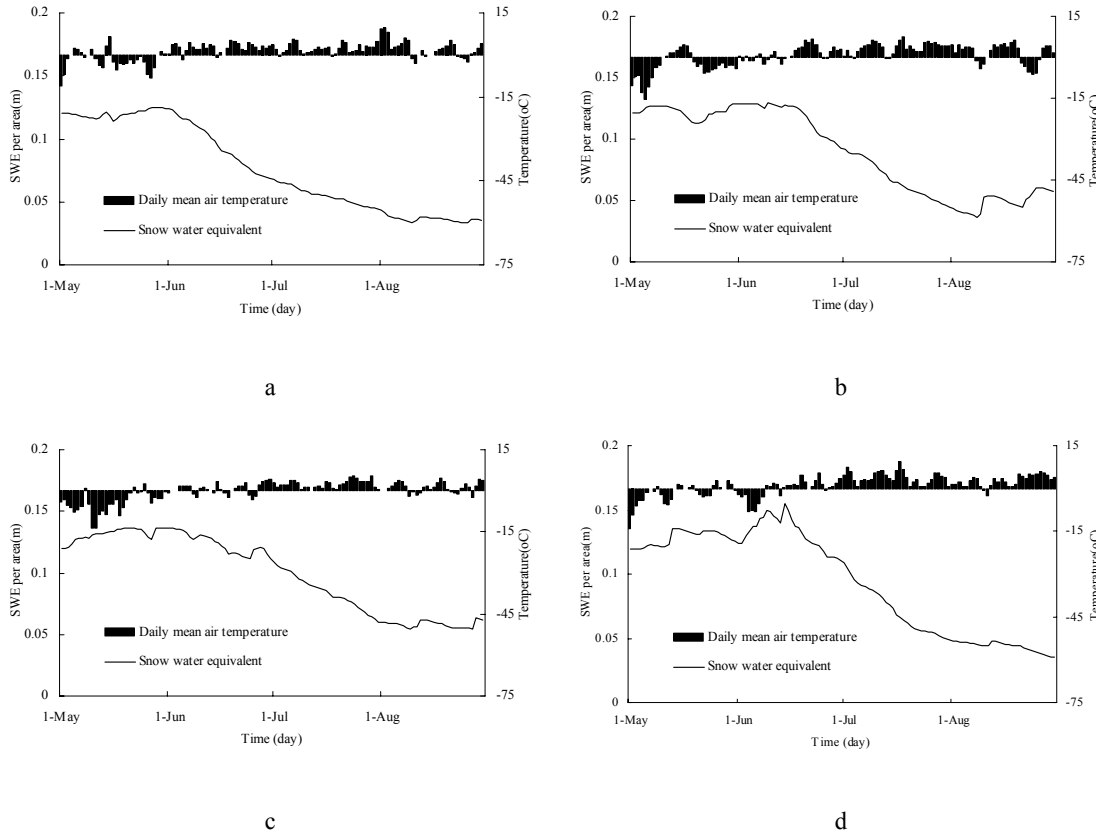 0.2
0.15
0.1
0.05
0
SWE per area(m)
15
-15
-45
-75
Temperature(oC)
Daily mean air temperature
Snow water equivalent
1-May 1-Jun 1-Jul 1-Aug
Time (day)
a
0.2
0.15
0.1
0.05
0
SWE per area(m)
15
-15
-45
-75
Temperature(oC)
Daily mean air temperature
Snow water equivalent
1-May 1-Jun 1-Jul 1-Aug
Time (day)
b
0.2
0.15
0.1
0.05
0
SWE per area(m)
15
-15
-45
-75
Temperature(oC)
Daily mean air temperature
Snow water equivalent
1-May 1-Jun 1-Jul 1-Aug
Time (day)
c
0.2
0.15
0.1
0.05
0
SWE per area(m)
15
-15
-45
-75
Temperature(oC)
Daily mean air temperature
Snow water equivalent
1-May 1-Jun 1-Jul 1-Aug
Time (day)
d